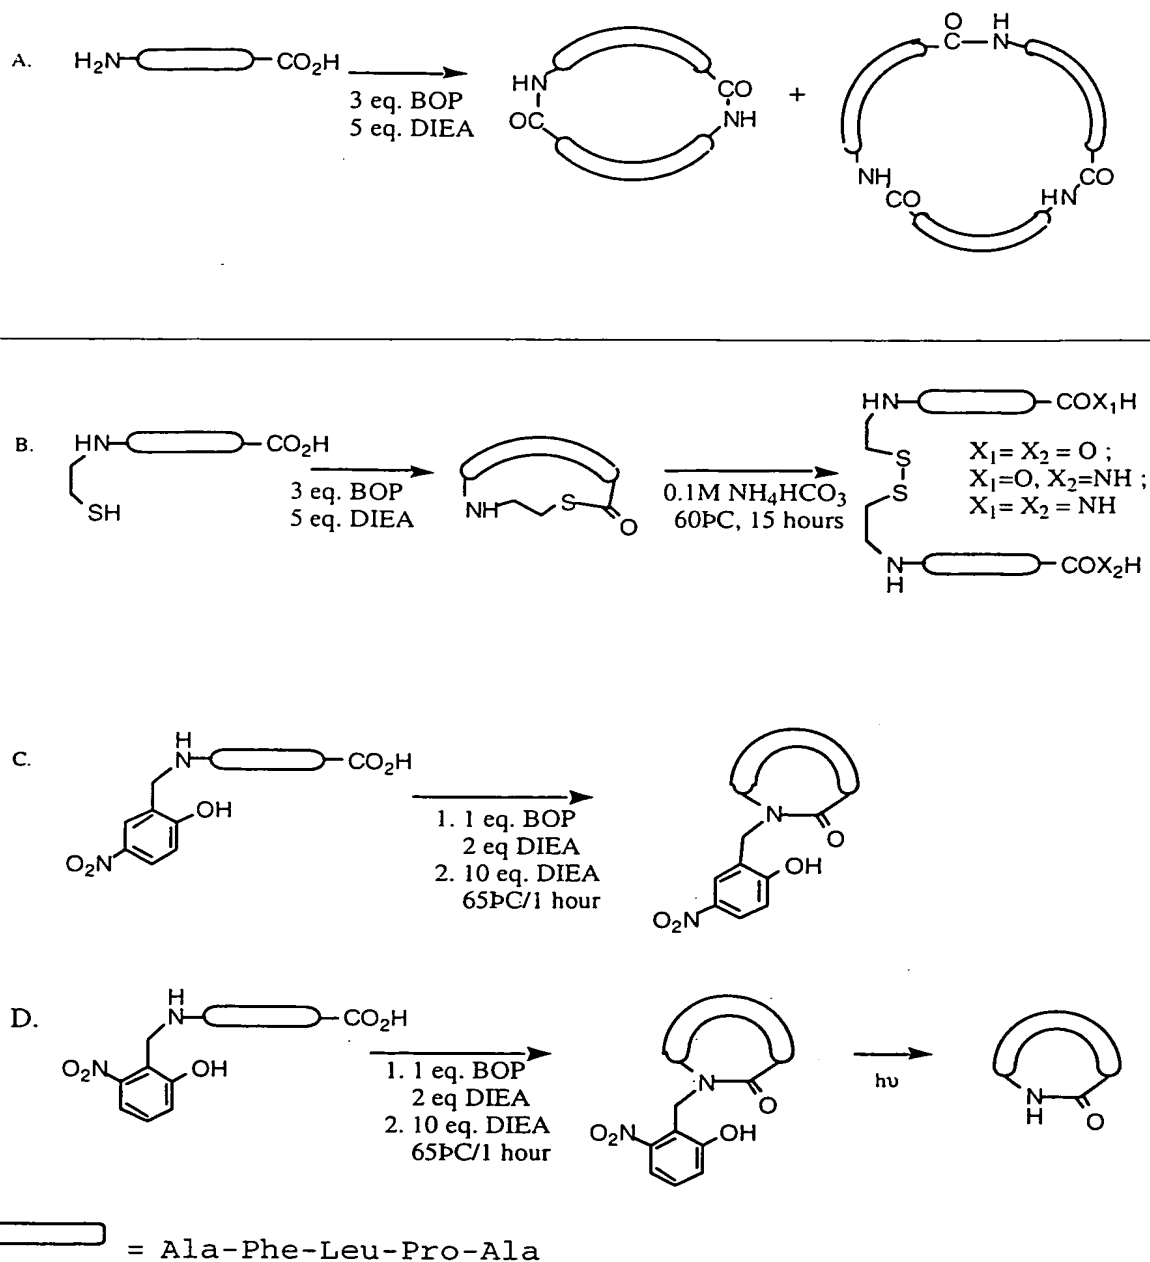 A.
H₂N
CO₂H
3 eq. BOP
5 eq. DIEA
HN
OC
CO
NH
+
O
C
H
N
NH
CO
HN
CO
B.
HN
CO₂H
SH
3 eq. BOP
5 eq. DIEA
NH
S
O
0.1M NH₄HCO₃
60ÞC, 15 hours
HN
COX₁H
S
S
N
H
COX₂H
X₁= X₂ = O ;
X₁=O, X₂=NH ;
X₁= X₂ = NH
C.
H
N
CO₂H
OH
O₂N
1. 1 eq. BOP
2 eq DIEA
2. 10 eq. DIEA
65ÞC/1 hour
N
O
OH
O₂N
D.
H
N
CO₂H
O₂N
OH
1. 1 eq. BOP
2 eq DIEA
2. 10 eq. DIEA
65ÞC/1 hour
N
O
O₂N
OH
hυ
N
H
O
= Ala-Phe-Leu-Pro-Ala